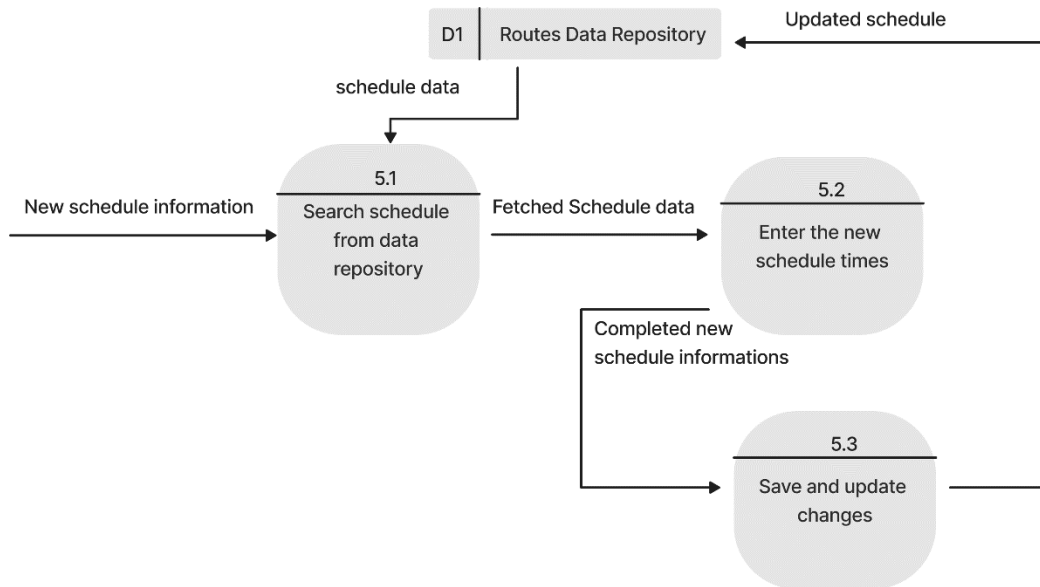 Updated schedule
D1 Routes Data Repository
schedule data
5.1
Search schedule
from data
repository
New schedule information
Fetched Schedule data
5.2
Enter the new
schedule times
Completed new
schedule informations
5.3
Save and update
changes